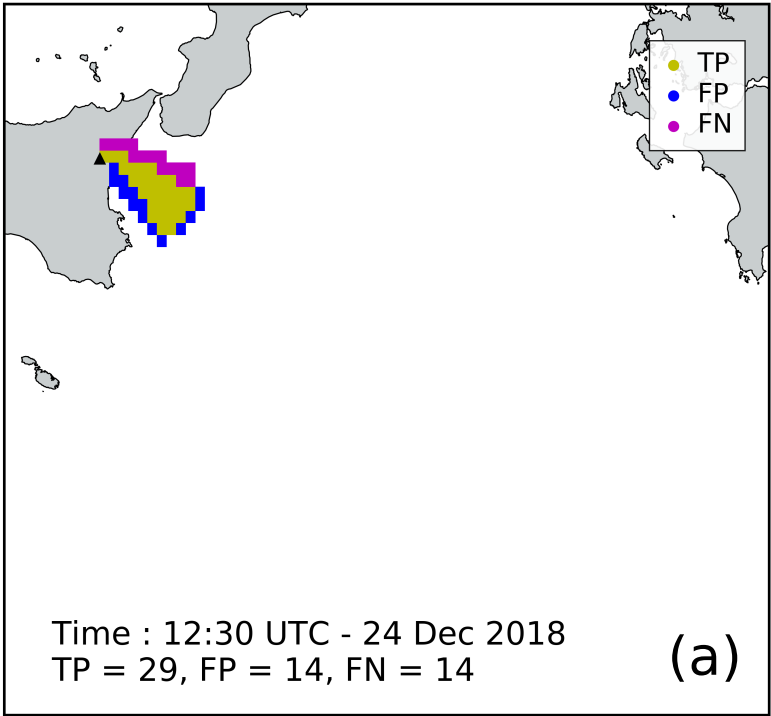 TP
FP
FN
Time : 12:30 UTC - 24 Dec 2018
TP = 29, FP = 14, FN = 14
(a)